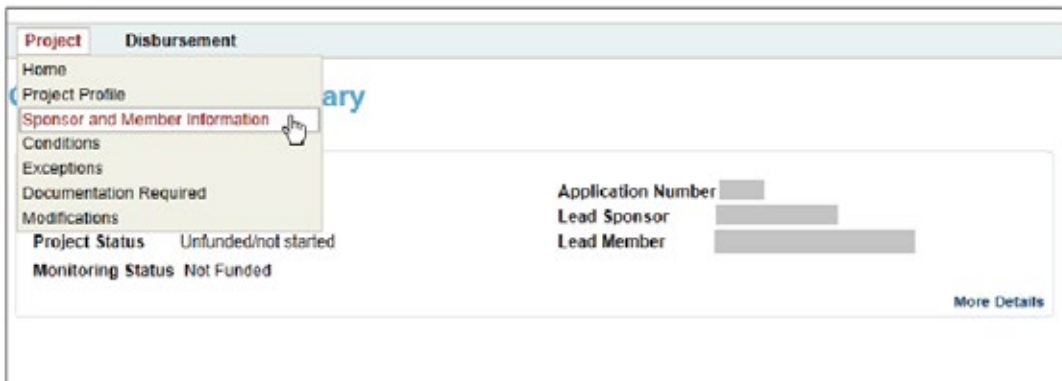 Project Disbursement
Home
Project Profile
ary
Sponsor and Member Information
Conditions
Exceptions
Documentation Required
Modifications
Application Number
Lead Sponsor
Project Status Unfunded/not started
Lead Member
Monitoring Status Not Funded
More Details